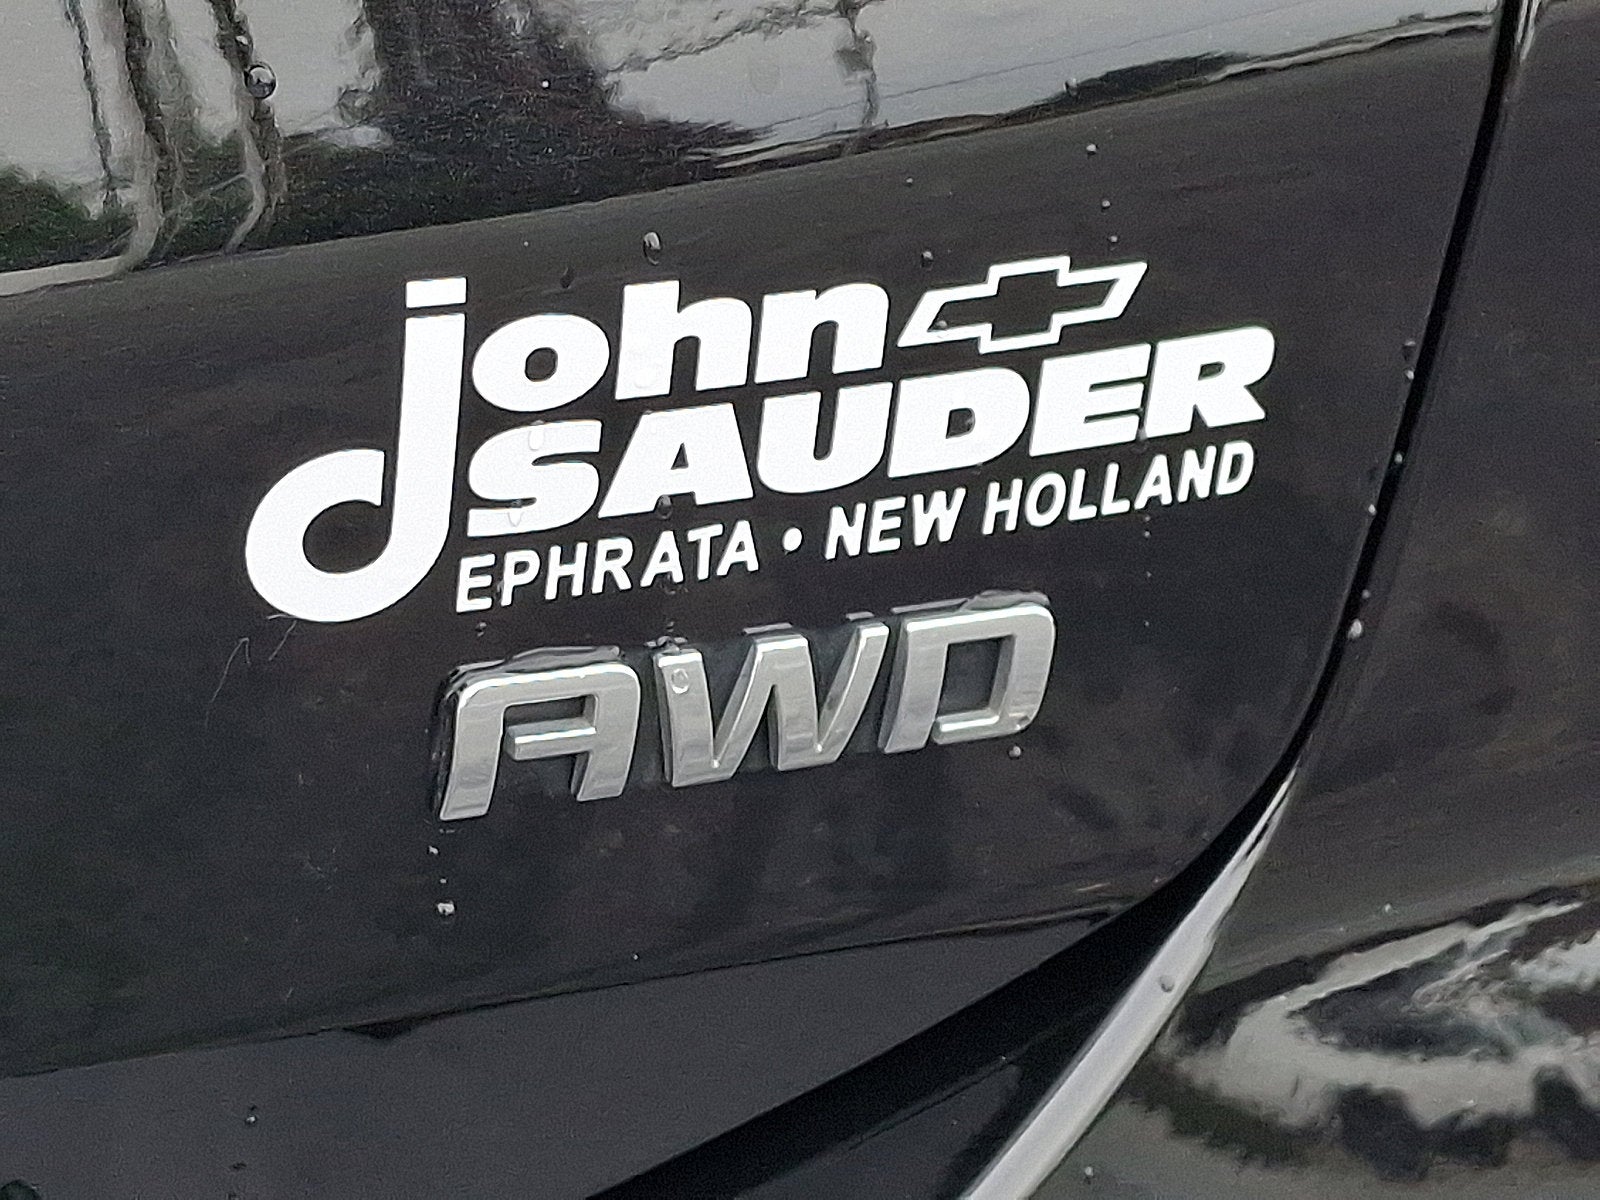 john
SAUDER
EPHRATA • NEW HOLLAND
AWD